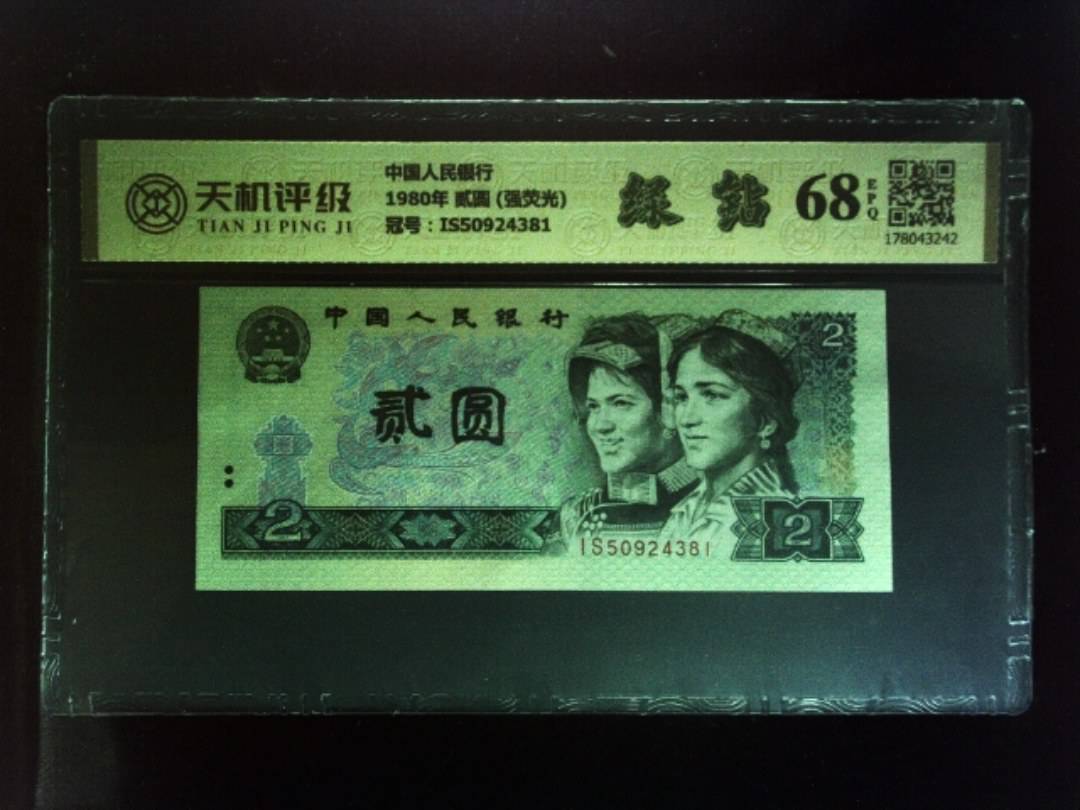 天机评级
TIAN JI PING JI
中国人民银行
1980年 贰圆 (强荧光)
冠号：IS50924381
绿钻
68
EPQ
178043242
中国人民银行
2
贰圆
2
2
IS50924381